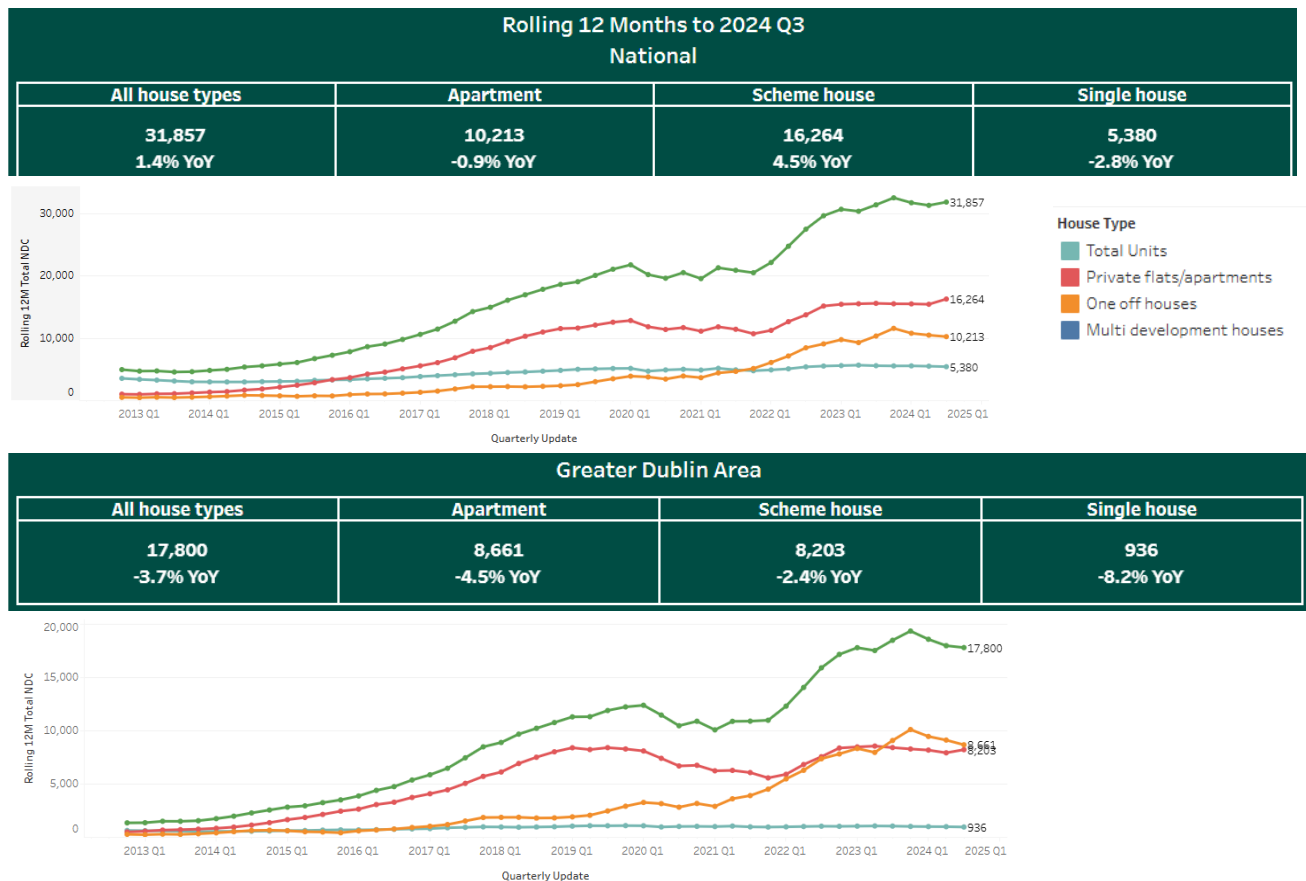 Rolling 12 Months to 2024 Q3
National
All house types Apartment Scheme house Single house
31,857 10,213 16,264 5,380
1.4% YoY -0.9% YoY 4.5% YoY -2.8% YoY
Rolling 12M Total NDC
30,000
20,000
10,000
0
31,857
16,264
10,213
5,380
2013 Q1 2014 Q1 2015 Q1 2016 Q1 2017 Q1 2018 Q1 2019 Q1 2020 Q1 2021 Q1 2022 Q1 2023 Q1 2024 Q1 2025 Q1
Quarterly Update
House Type
Total Units
Private flats/apartments
One off houses
Multi development houses
Greater Dublin Area
All house types Apartment Scheme house Single house
17,800 8,661 8,203 936
-3.7% YoY -4.5% YoY -2.4% YoY -8.2% YoY
Rolling 12M Total NDC
20,000
15,000
10,000
5,000
0
17,800
8,661
8,203
936
2013 Q1 2014 Q1 2015 Q1 2016 Q1 2017 Q1 2018 Q1 2019 Q1 2020 Q1 2021 Q1 2022 Q1 2023 Q1 2024 Q1 2025 Q1
Quarterly Update